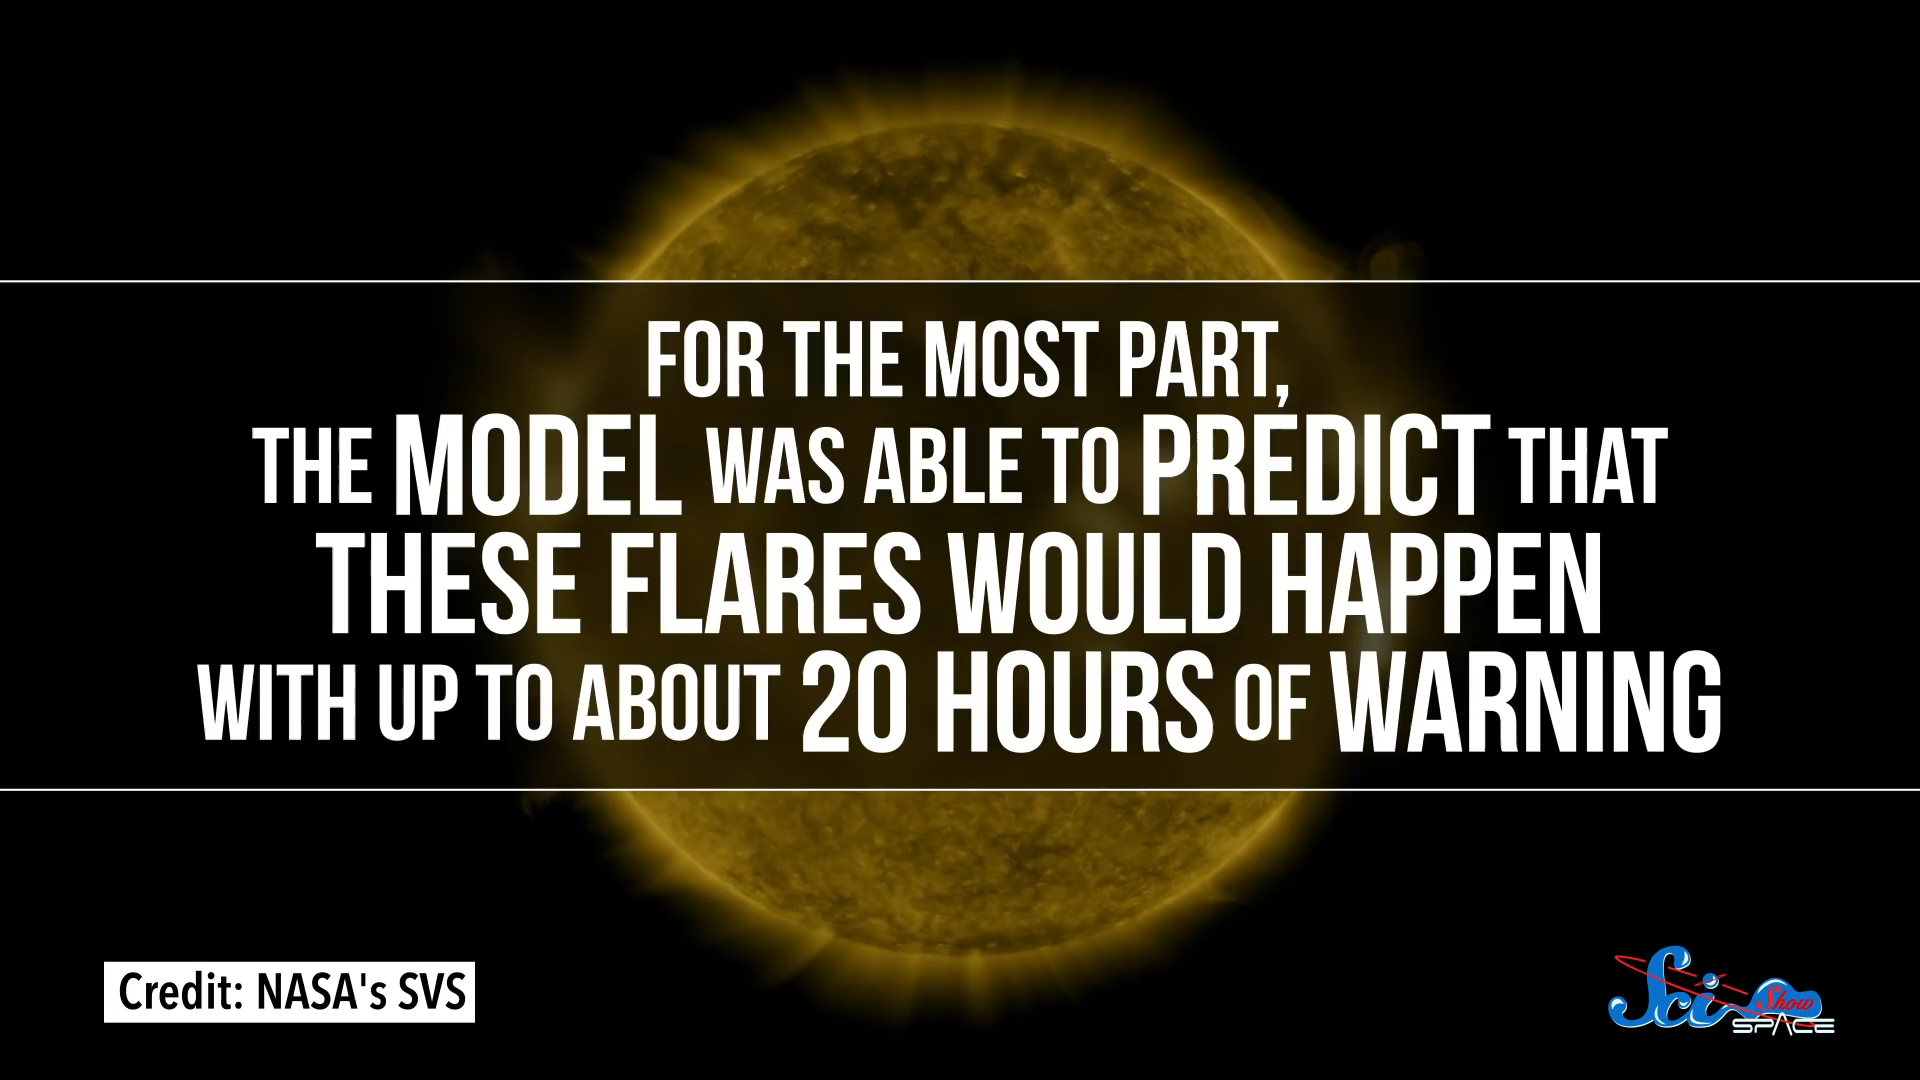 FOR THE MOST PART,
THE MODEL WAS ABLE TO PREDICT THAT
THESE FLARES WOULD HAPPEN
WITH UP TO ABOUT 20 HOURS OF WARNING
Credit: NASA's SVS
Sci Show
SPACE